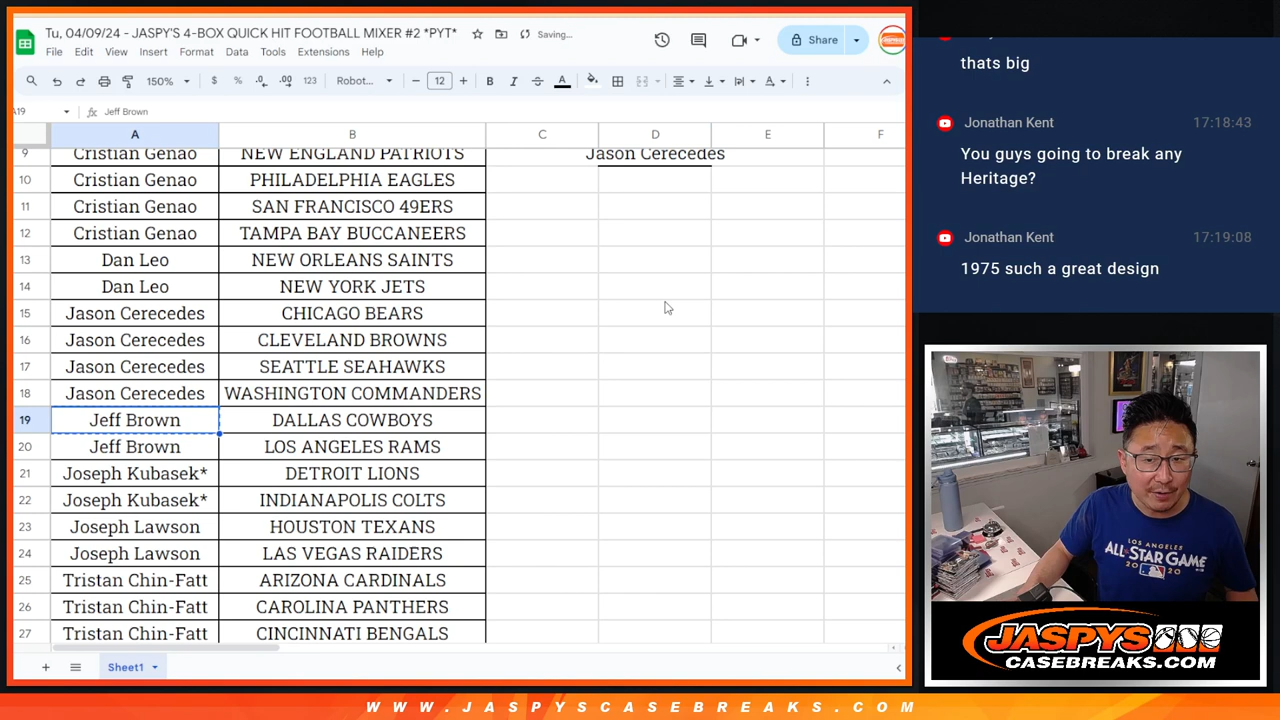 Tu, 04/09/24 - JASPY'S 4-BOX QUICK HIT FOOTBALL MIXER #2 *PYT*
Saving...
File Edit View Insert Format Data Tools Extensions Help
Share
150% $ % .0 .00 123 Robot... − 12 + B I A
A19 fx Jeff Brown
A B C D E F
9 Cristian Genao NEW ENGLAND PATRIOTS Jason Cerecedes
10 Cristian Genao PHILADELPHIA EAGLES
11 Cristian Genao SAN FRANCISCO 49ERS
12 Cristian Genao TAMPA BAY BUCCANEERS
13 Dan Leo NEW ORLEANS SAINTS
14 Dan Leo NEW YORK JETS
15 Jason Cerecedes CHICAGO BEARS
16 Jason Cerecedes CLEVELAND BROWNS
17 Jason Cerecedes SEATTLE SEAHAWKS
18 Jason Cerecedes WASHINGTON COMMANDERS
19 Jeff Brown DALLAS COWBOYS
20 Jeff Brown LOS ANGELES RAMS
21 Joseph Kubasek* DETROIT LIONS
22 Joseph Kubasek* INDIANAPOLIS COLTS
23 Joseph Lawson HOUSTON TEXANS
24 Joseph Lawson LAS VEGAS RAIDERS
25 Tristan Chin-Fatt ARIZONA CARDINALS
26 Tristan Chin-Fatt CAROLINA PANTHERS
27 Tristan Chin-Fatt CINCINNATI BENGALS
+ Sheet1
thats big
Jonathan Kent 17:18:43
You guys going to break any
Heritage?
Jonathan Kent 17:19:08
1975 such a great design
LOS ANGELES
ALL STAR GAME
2020
JASPYS
CASEBREAKS.COM
WWW.JASPYSCASEBREAKS.COM